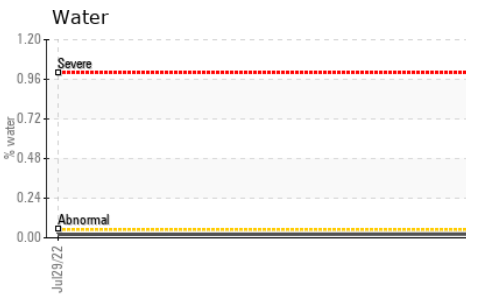 Water
1.20
Severe
0.96
0.72
% water
0.48
0.24
Abnormal
0.00
Jul29/22